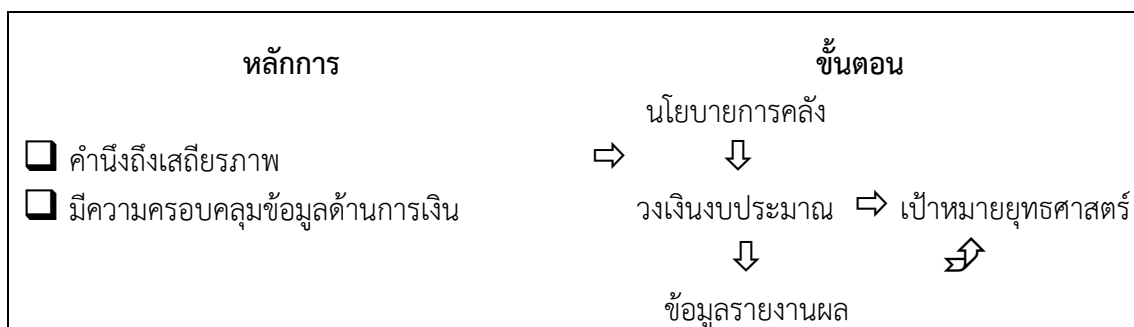 หลักการ ขั้นตอน
นโยบายการคลัง
❑ คำนึงถึงเสถียรภาพ ⇨ ⇩
❑ มีความครอบคลุมข้อมูลด้านการเงิน วงเงินงบประมาณ ⇨ เป้าหมายยุทธศาสตร์
⇩
ข้อมูลรายงานผล